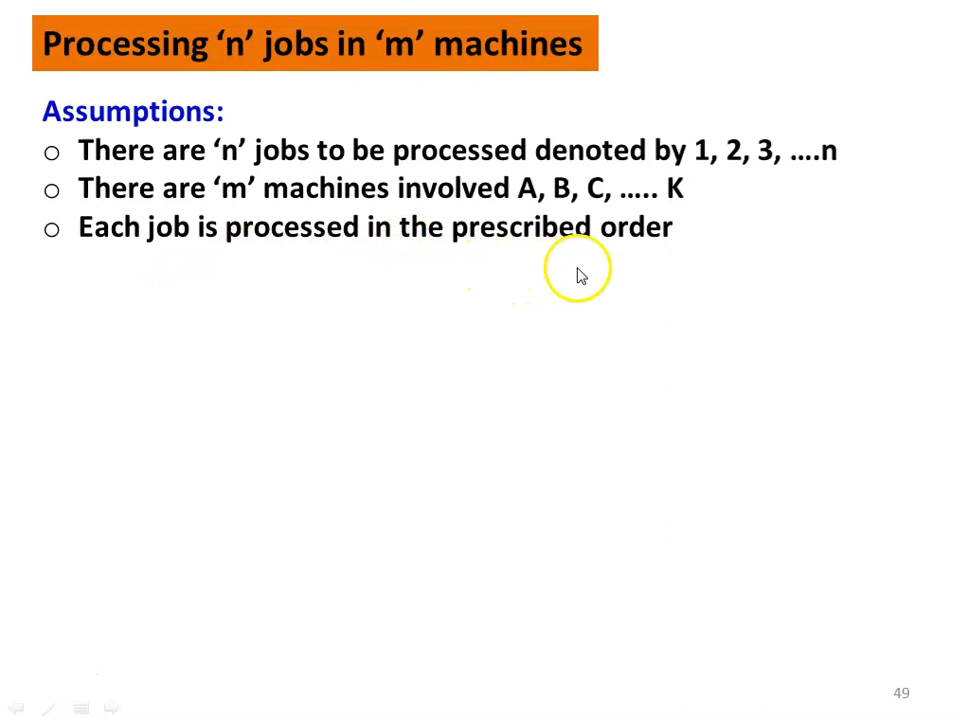 Processing ‘n’ jobs in ‘m’ machines
Assumptions:
o There are ‘n’ jobs to be processed denoted by 1, 2, 3, ….n
o There are ‘m’ machines involved A, B, C, ….. K
o Each job is processed in the prescribed order
49